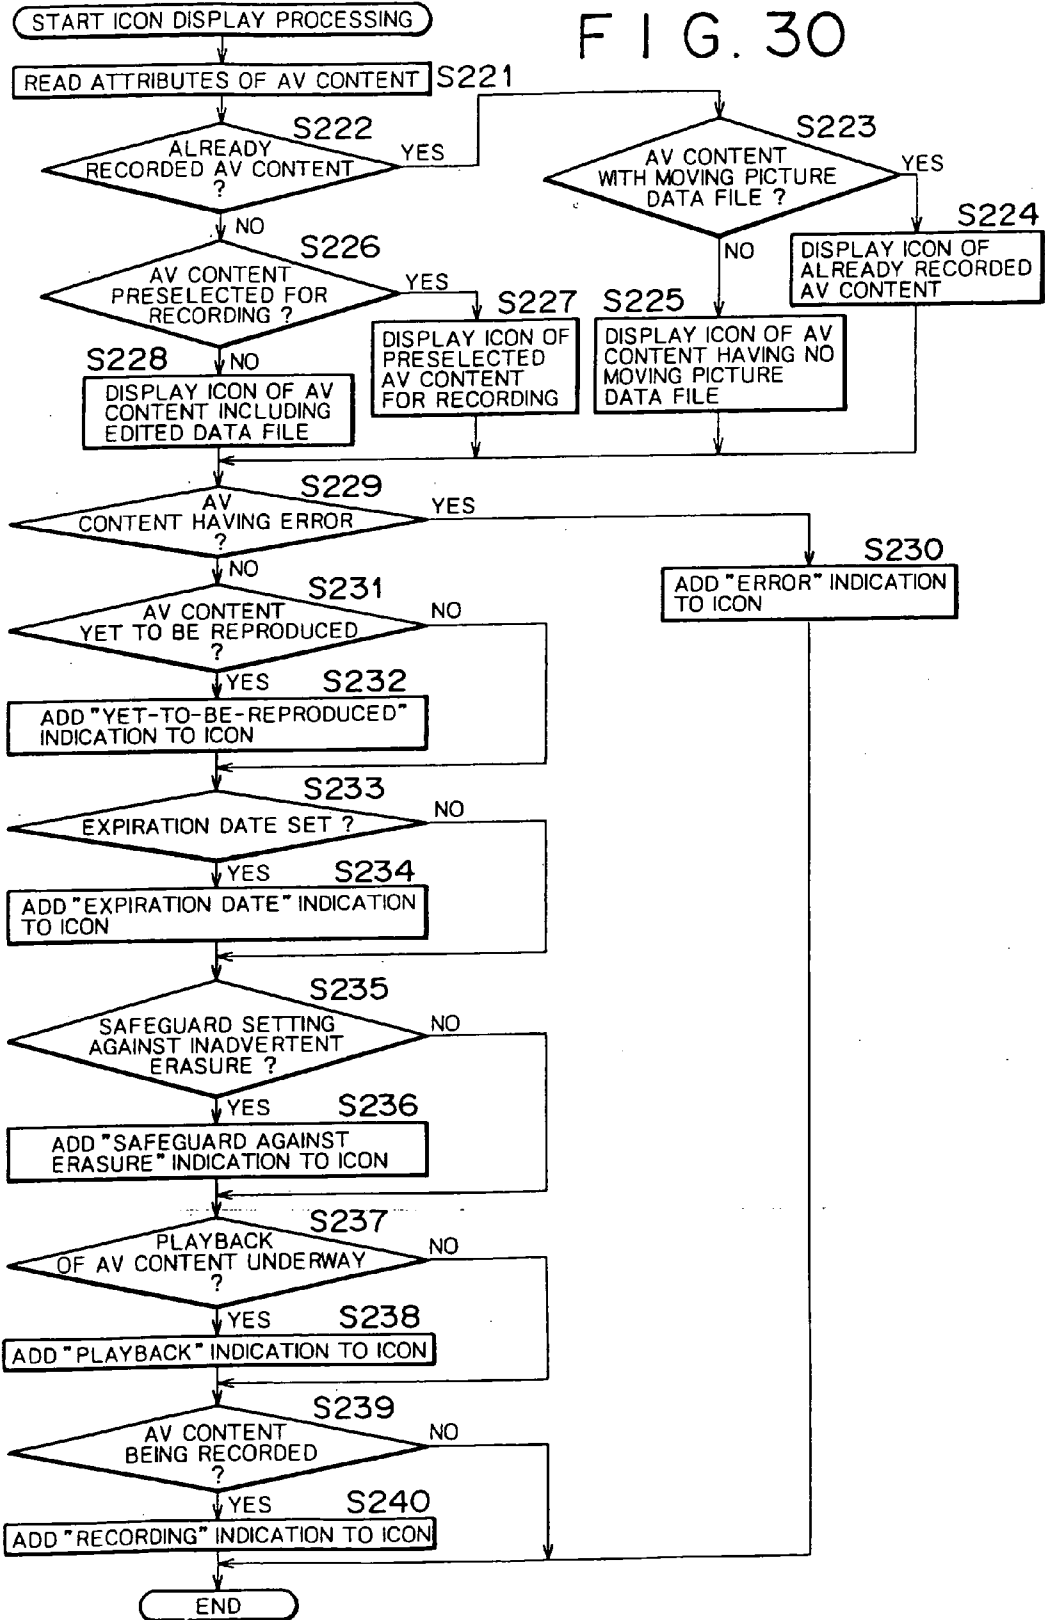 START ICON DISPLAY PROCESSING
FIG. 30
READ ATTRIBUTES OF AV CONTENT
S221
S222
ALREADY
RECORDED AV CONTENT
?
YES
NO
S223
AV CONTENT
WITH MOVING PICTURE
DATA FILE ?
YES
NO
S224
DISPLAY ICON OF
ALREADY RECORDED
AV CONTENT
S226
AV CONTENT
PRESELECTED FOR
RECORDING ?
YES
NO
S227
DISPLAY ICON OF
PRESELECTED
AV CONTENT
FOR RECORDING
S225
DISPLAY ICON OF AV
CONTENT HAVING NO
MOVING PICTURE
DATA FILE
S228
DISPLAY ICON OF AV
CONTENT INCLUDING
EDITED DATA FILE
S229
AV
CONTENT HAVING ERROR
?
YES
NO
S230
ADD "ERROR" INDICATION
TO ICON
S231
AV CONTENT
YET TO BE REPRODUCED
?
NO
YES
S232
ADD "YET-TO-BE-REPRODUCED"
INDICATION TO ICON
S233
EXPIRATION DATE SET ?
NO
YES
S234
ADD "EXPIRATION DATE" INDICATION
TO ICON
S235
SAFEGUARD SETTING
AGAINST INADVERTENT
ERASURE ?
NO
YES
S236
ADD "SAFEGUARD AGAINST
ERASURE" INDICATION TO ICON
S237
PLAYBACK
OF AV CONTENT UNDERWAY
?
NO
YES
S238
ADD "PLAYBACK" INDICATION TO ICON
S239
AV CONTENT
BEING RECORDED
?
NO
YES
S240
ADD "RECORDING" INDICATION TO ICON
END